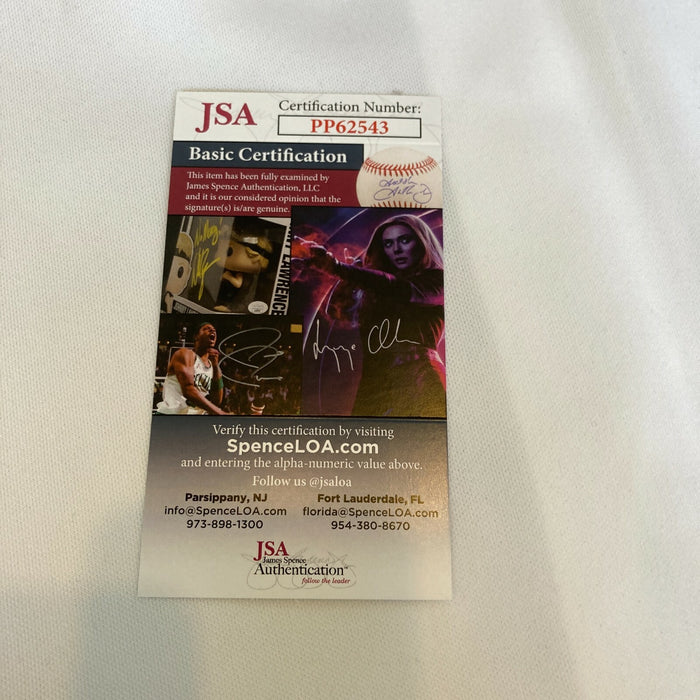 JSA
Certification Number:
PP62543
Basic Certification
This item has been fully examined by
James Spence Authentication, LLC
and it is our considered opinion that the
signature(s) is/are genuine.
LAWRENCE
Verify this certification by visiting
SpenceLOA.com
and entering the alpha-numeric value above.
Follow us @jsaloa
Parsippany, NJ
info@SpenceLOA.com
973-898-1300
Fort Lauderdale, FL
florida@SpenceLOA.com
954-380-8670
JSA
James Spence
Authentication
follow the leader